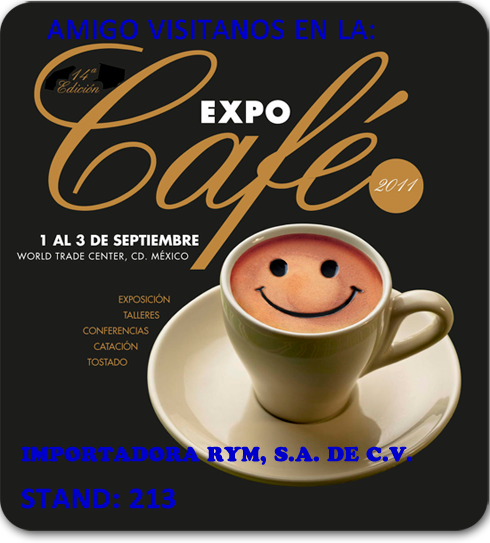 AMIGO VISITANOS EN LA:
14ª
Edición
EXPO
Café
2011
1 AL 3 DE SEPTIEMBRE
WORLD TRADE CENTER, CD. MÉXICO
EXPOSICIÓN
TALLERES
CONFERENCIAS
CATACIÓN
TOSTADO
IMPORTADORA RYM, S.A. DE C.V.
STAND: 213